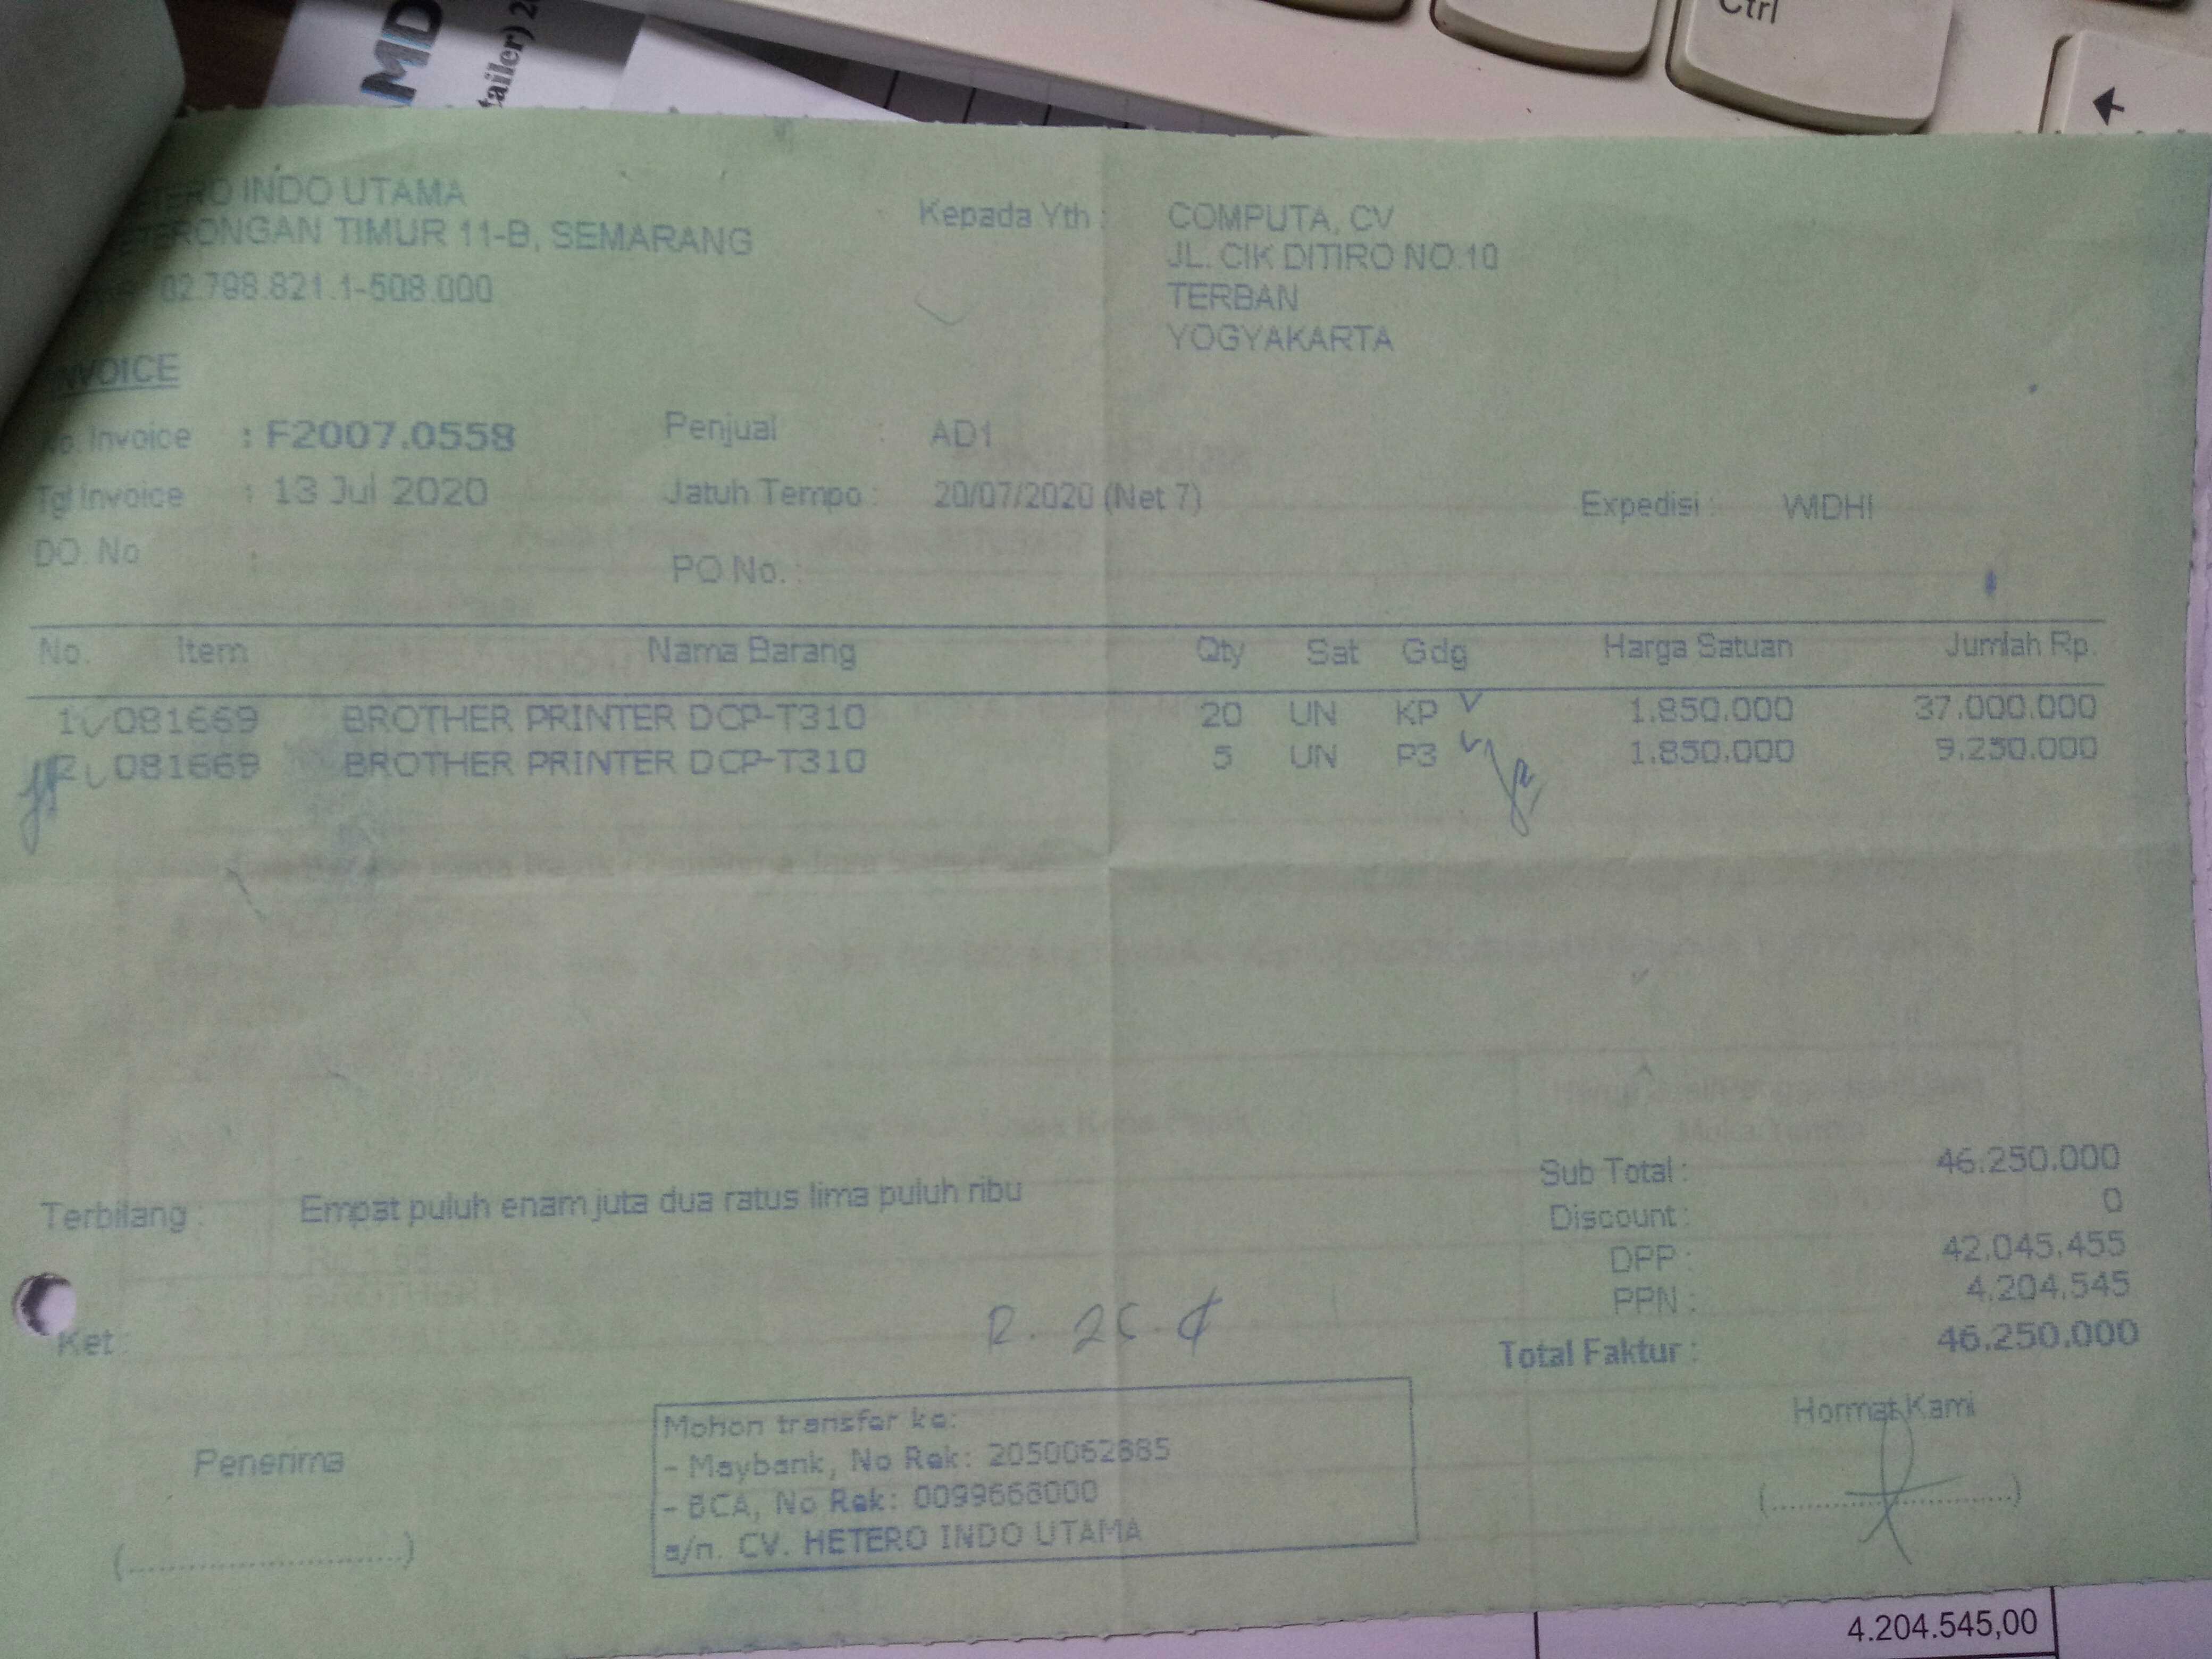 Ctrl
MD
tailer) 2
INDO UTAMA
TERONGAN TIMUR 11-B, SEMARANG
02.798.821.1-508.000
Kepada Yth :
COMPUTA, CV
JL. CIK DITIRO NO.10
TERBAN
YOGYAKARTA
INVOICE
No. Invoice : F2007.0558
Penjual : AD1
Tgl Invoice : 13 Jul 2020
Jatuh Tempo : 20/07/2020 (Net 7)
Expedisi : WIDHI
DO. No :
PO No. :
No. Item Nama Barang Qty Sat Gdg Harga Satuan Jumlah Rp.
1 081669 BROTHER PRINTER DCP-T310 20 UN KP 1.850.000 37.000.000
2 081669 BROTHER PRINTER DCP-T310 5 UN P3 1.850.000 9.250.000
Terbilang : Empat puluh enam juta dua ratus lima puluh ribu
Sub Total : 46.250.000
Discount : 0
DPP : 42.045.455
PPN : 4.204.545
Total Faktur : 46.250.000
Ket :
Penerima
(........................)
Mohon transfer ke:
- Maybank, No Rek: 2050062885
- BCA, No Rek: 0099668000
a/n. CV. HETERO INDO UTAMA
Hormat Kami
(........................)
4.204.545,00